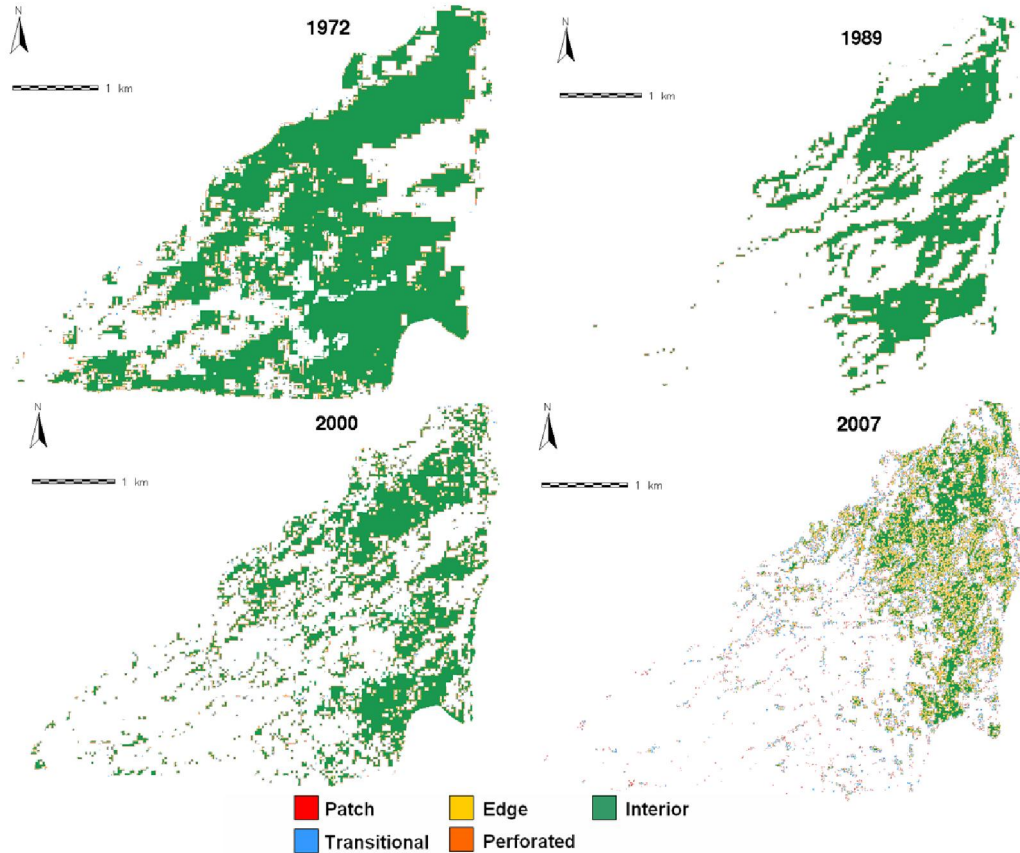 N
1972
1 km
N
1989
1 km
N
2000
1 km
N
2007
1 km
Patch
Edge
Interior
Transitional
Perforated